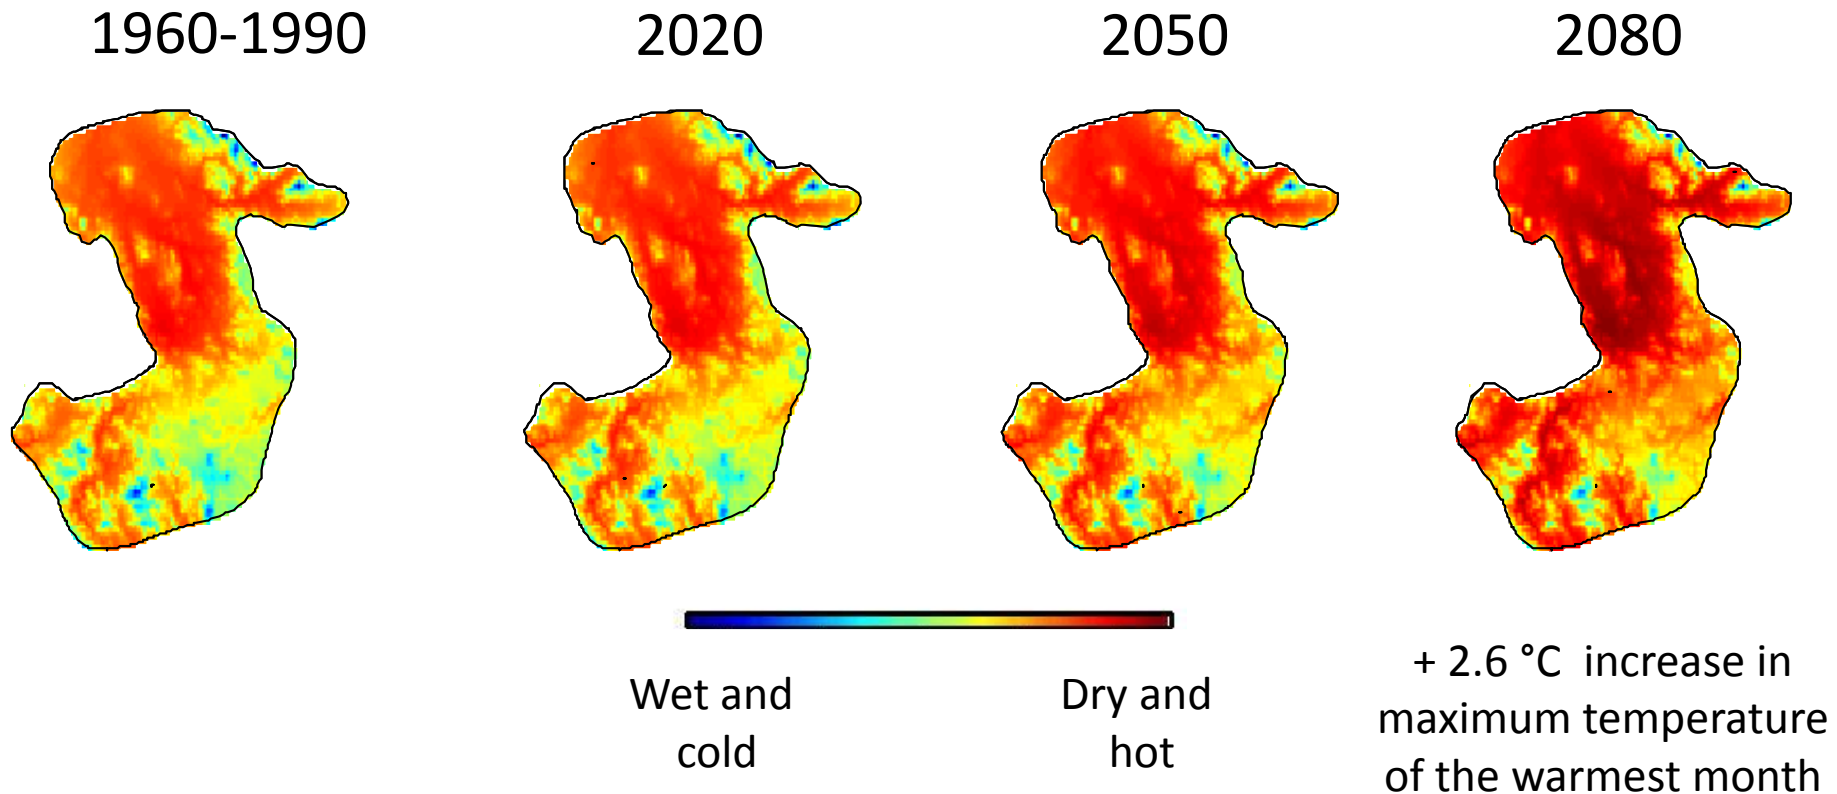 1960-1990
2020
2050
2080
Wet and
cold
Dry and
hot
+ 2.6 °C  increase in
maximum temperature
of the warmest month